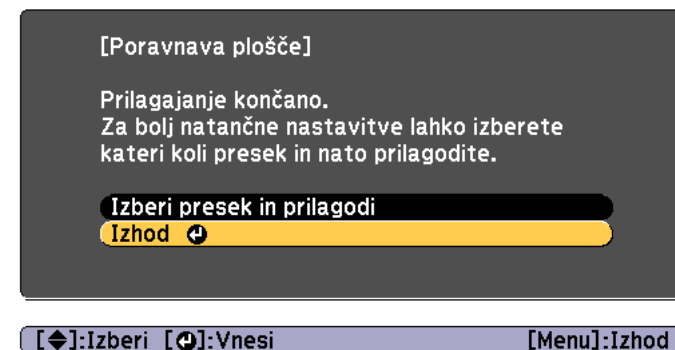 [Poravnava plošče]
Prilagajanje končano.
Za bolj natančne nastavitve lahko izberete
kateri koli presek in nato prilagodite.
Izberi presek in prilagodi
Izhod
[◆]:Izberi [↵]:Vnesi [Menu]:Izhod